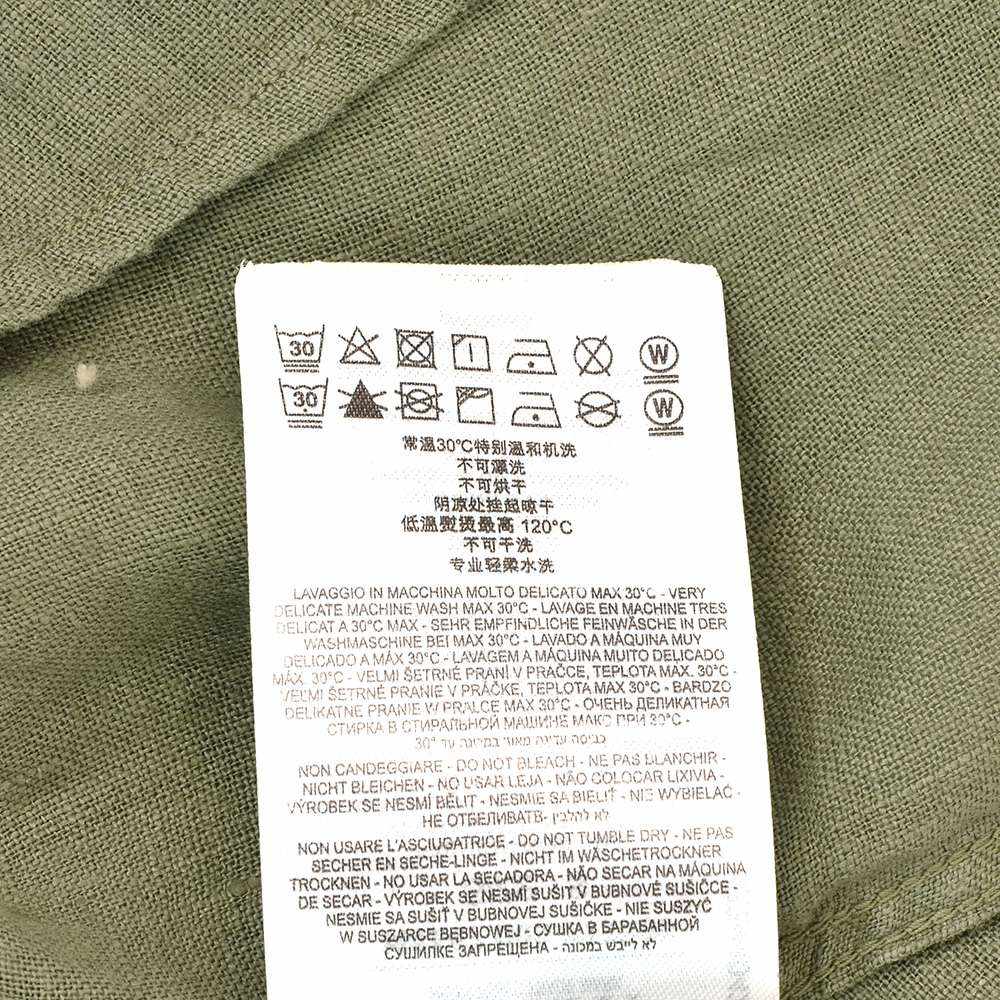 30 W
30 W
常温30°C特别温和机洗
不可漂洗
不可烘干
阴凉处挂起晾干
低温熨烫最高 120°C
不可干洗
专业轻柔水洗
LAVAGGIO IN MACCHINA MOLTO DELICATO MAX 30°C - VERY
DELICATE MACHINE WASH MAX 30°C - LAVAGE EN MACHINE TRES
DELICAT A 30°C MAX - SEHR EMPFINDLICHE FEINWÄSCHE IN DER
WASHMASCHINE BEI MAX 30°C - LAVADO A MÁQUINA MUY
DELICADO A MÁX 30°C - LAVAGEM A MÁQUINA MUITO DELICADO
MÁX. 30°C - VELMI ŠETRNÉ PRANÍ V PRAČCE, TEPLOTA MAX. 30°C -
VEĽMI ŠETRNÉ PRANIE V PRÁČKE, TEPLOTA MAX 30°C - BARDZO
DELIKATNE PRANIE W PRALCE MAX 30°C - ОЧЕНЬ ДЕЛИКАТНАЯ
СТИРКА В СТИРАЛЬНОЙ МАШИНЕ МАКС ПРИ 30°C -
כביסה עדינה מאוד במכונה עד 30°
NON CANDEGGIARE - DO NOT BLEACH - NE PAS BLANCHIR -
NICHT BLEICHEN - NO USAR LEJA - NÃO COLOCAR LIXIVIA -
VÝROBEK SE NESMÍ BĚLIT - NESMIE SA BIELIŤ - NIE WYBIELAĆ -
НЕ ОТБЕЛИВАТЬ- לא להלבין
NON USARE L'ASCIUGATRICE - DO NOT TUMBLE DRY - NE PAS
SECHER EN SECHE-LINGE - NICHT IM WÄSCHETROCKNER
TROCKNEN - NO USAR LA SECADORA - NÃO SECAR NA MÁQUINA
DE SECAR - VÝROBEK SE NESMÍ SUŠIT V BUBNOVÉ SUŠIČCE -
NESMIE SA SUŠIŤ V BUBNOVEJ SUŠIČKE - NIE SUSZYĆ
W SUSZARCE BĘBNOWEJ - СУШКА В БАРАБАННОЙ
СУШИЛКЕ ЗАПРЕЩЕНА - לא לייבש במכונה